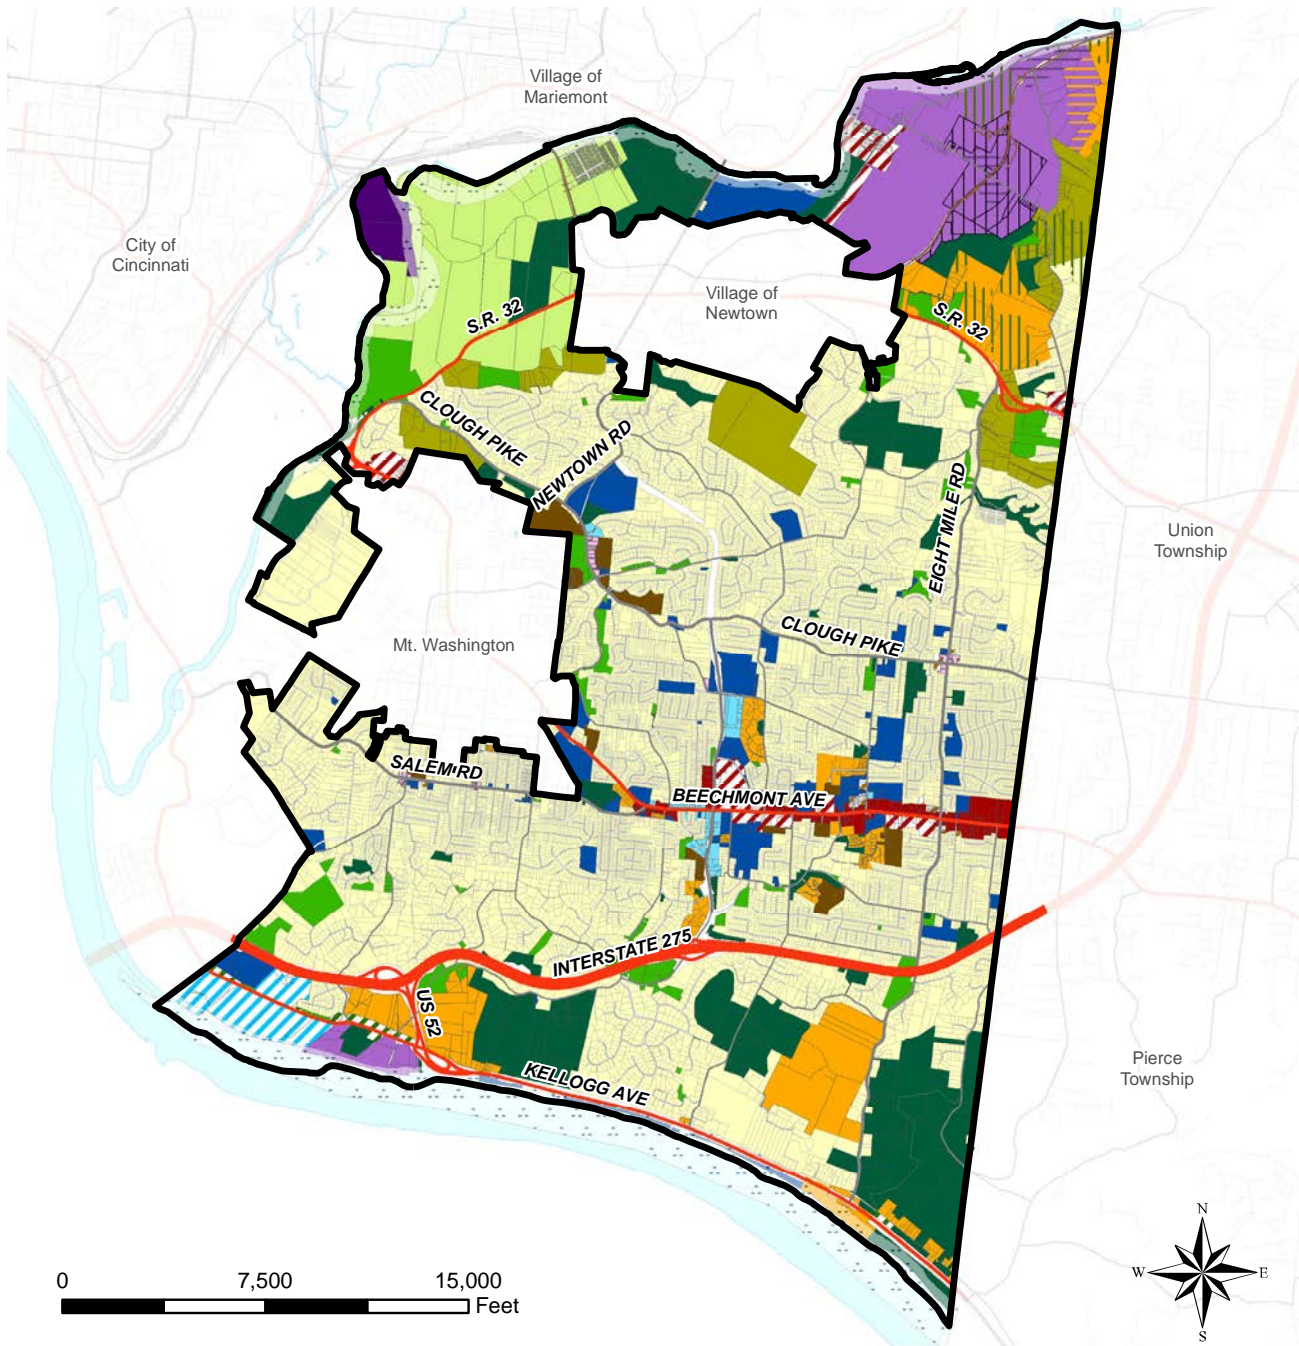 Village of
Mariemont
City of
Cincinnati
Village of
Newtown
S.R. 32
S.R. 32
CLOUGH PIKE
NEWTOWN RD
EIGHT MILE RD
Union
Township
CLOUGH PIKE
Mt. Washington
SALEM RD
BEECHMONT AVE
INTERSTATE 275
US 52
KELLOGG AVE
Pierce
Township
N
W
E
S
0
7,500
15,000
Feet